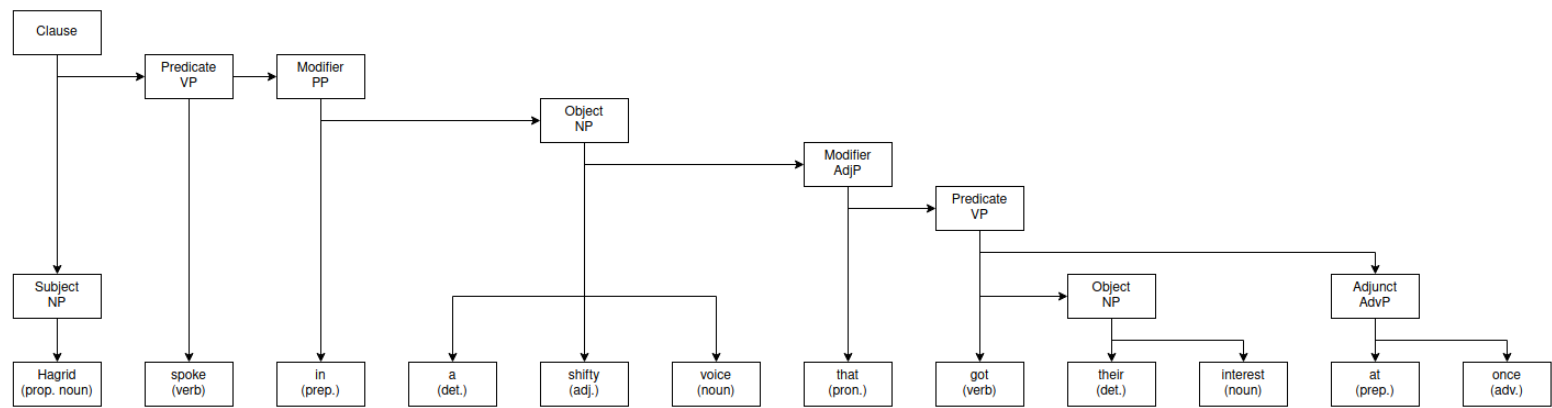 Clause
Predicate
VP
Modifier
PP
Object
NP
Modifier
AdjP
Predicate
VP
Subject
NP
Object
NP
Adjunct
AdvP
Hagrid
(prop. noun)
spoke
(verb)
in
(prep.)
a
(det.)
shifty
(adj.)
voice
(noun)
that
(pron.)
got
(verb)
their
(det.)
interest
(noun)
at
(prep.)
once
(adv.)